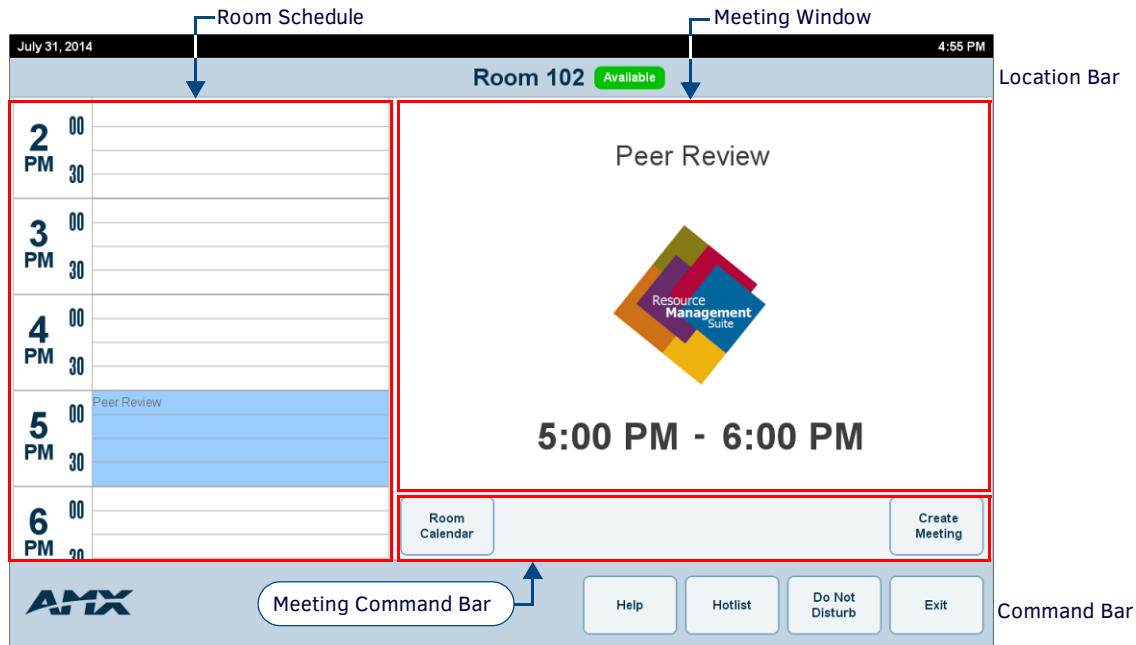 Room Schedule
Meeting Window
July 31, 2014
4:55 PM
Room 102
Available
Location Bar
2 PM
00
30
3 PM
00
30
4 PM
00
30
5 PM
00
30
Peer Review
6 PM
00
30
Peer Review
Resource
Management
Suite
5:00 PM - 6:00 PM
Room
Calendar
Create
Meeting
AMX
Meeting Command Bar
Help
Hotlist
Do Not
Disturb
Exit
Command Bar